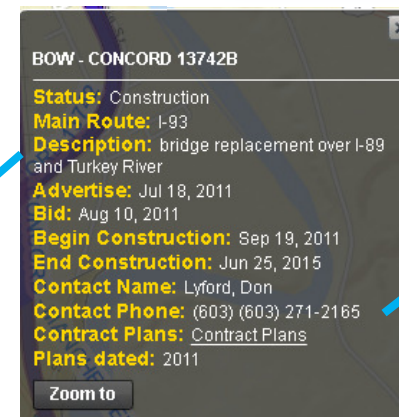 BOW - CONCORD 13742B
Status: Construction
Main Route: I-93
Description: bridge replacement over I-89
and Turkey River
Advertise: Jul 18, 2011
Bid: Aug 10, 2011
Begin Construction: Sep 19, 2011
End Construction: Jun 25, 2015
Contact Name: Lyford, Don
Contact Phone: (603) (603) 271-2165
Contract Plans: Contract Plans
Plans dated: 2011
Zoom to